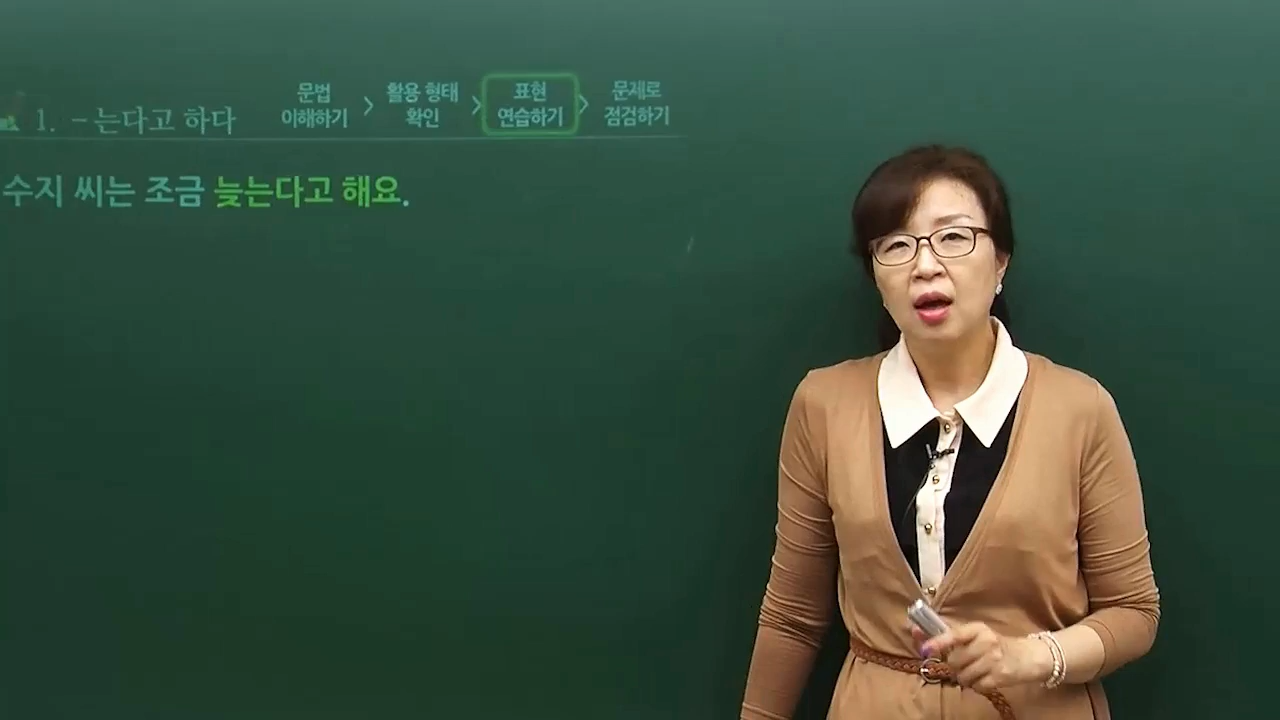 1. -는다고 하다
문법 이해하기 > 활용 형태 확인 > 표현 연습하기 > 문제로 점검하기
수지 씨는 조금 늦는다고 해요.